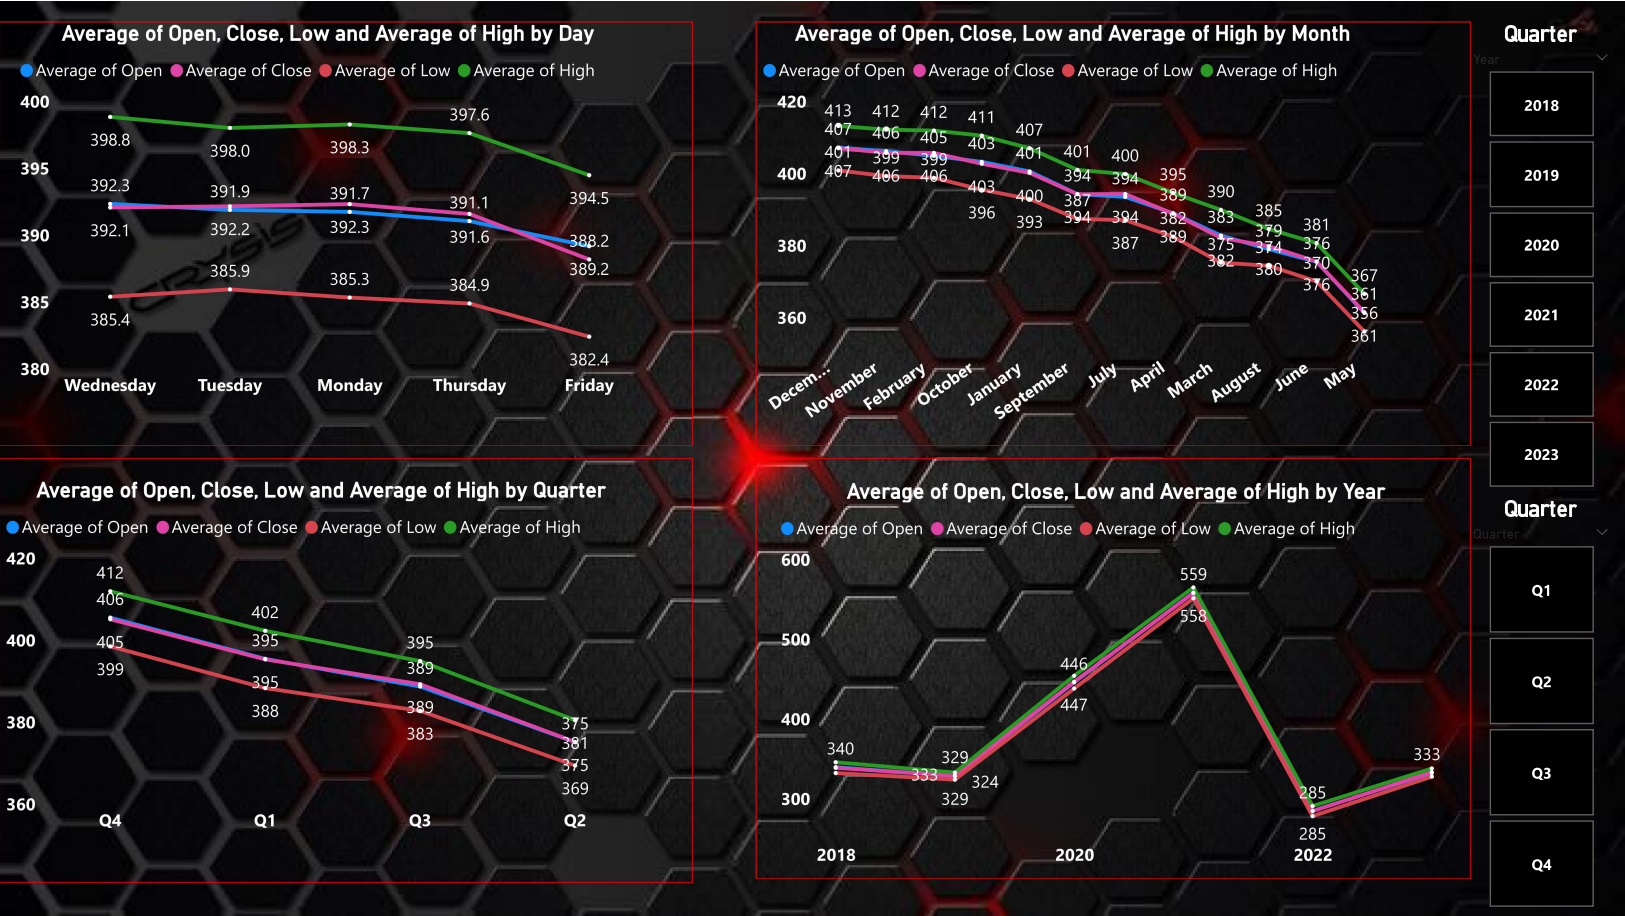 Average of Open, Close, Low and Average of High by Day
Average of Open Average of Close Average of Low Average of High
400
395
390
385
380
398.8 398.0 398.3 397.6 394.5
392.3 391.9 391.7 391.1 388.2
392.1 392.2 392.3 391.6 389.2
385.4 385.9 385.3 384.9 382.4
Wednesday Tuesday Monday Thursday Friday
CRYSIS
Average of Open, Close, Low and Average of High by Month
Average of Open Average of Close Average of Low Average of High
420
400
380
360
413 412 412 411 407 401 400 395 390 385 381 367
407 406 405 403 401 394 394 389 383 379 376 361
401 399 399 396 400 387 387 382 375 374 370 356
407 406 406 403 393 394 394 389 382 380 376 361
Decem... November February October January September July April March August June May
Average of Open, Close, Low and Average of High by Quarter
Average of Open Average of Close Average of Low Average of High
420
400
380
360
412 402 395 375
406 395 389 381
405 395 389 375
399 388 383 369
Q4 Q1 Q3 Q2
Average of Open, Close, Low and Average of High by Year
Average of Open Average of Close Average of Low Average of High
600
500
400
300
340 333 329 324 329 446 447 559 558 285 285 333
2018 2020 2022
Quarter
Year
2018
2019
2020
2021
2022
2023
Quarter
Quarter
Q1
Q2
Q3
Q4